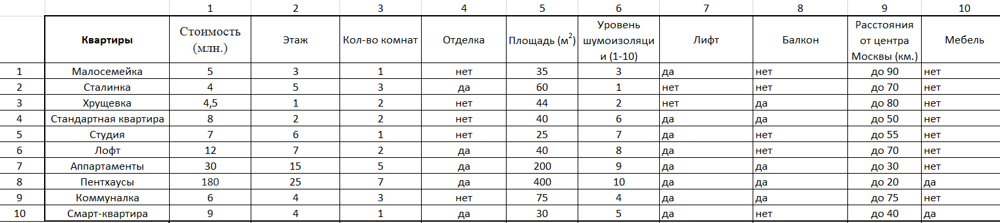 1 2 3 4 5 6 7 8 9 10
Квартиры Стоимость (млн.) Этаж Кол-во комнат Отделка Площадь (м²) Уровень шумоизоляци и (1-10) Лифт Балкон Расстояния от центра Москвы (км.) Мебель
1 Малосемейка 5 3 1 нет 35 3 да нет до 90 нет
2 Сталинка 4 5 3 да 60 1 нет нет до 70 нет
3 Хрущевка 4,5 1 2 нет 44 2 нет да до 80 нет
4 Стандартная квартира 8 2 2 нет 40 6 да да до 50 нет
5 Студия 7 6 1 нет 25 7 да нет до 55 нет
6 Лофт 12 7 2 да 40 8 да нет до 70 нет
7 Аппартаменты 30 15 5 да 200 9 да да до 30 нет
8 Пентхаусы 180 25 7 да 400 10 да да до 20 да
9 Коммуналка 6 4 3 нет 75 4 да да до 75 нет
10 Смарт-квартира 9 4 1 да 30 5 да нет до 40 да